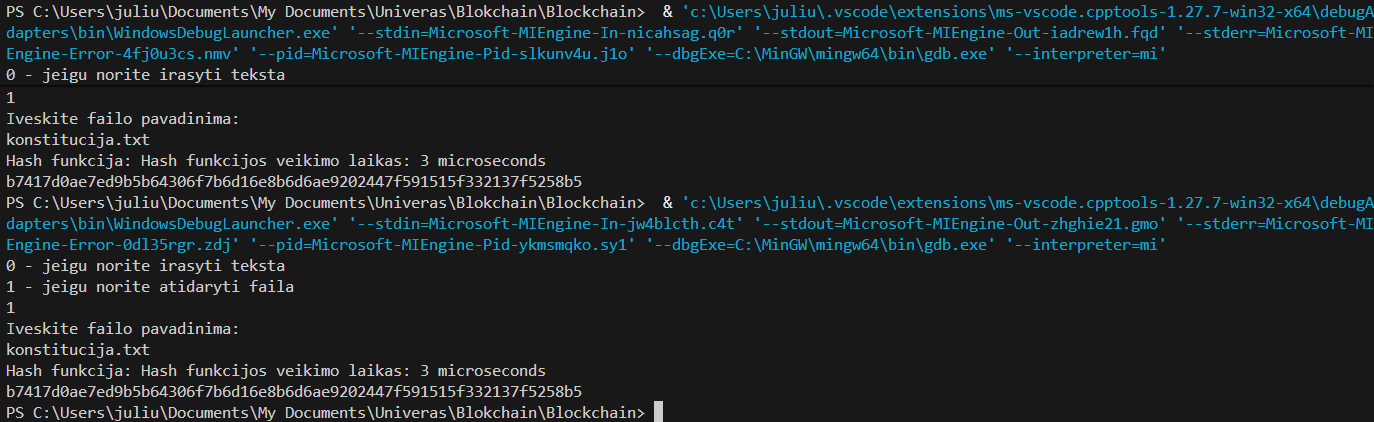 PS C:\Users\juliu\Documents\My Documents\Univeras\Blokchain\Blockchain>  & 'c:\Users\juliu\.vscode\extensions\ms-vscode.cpptools-1.27.7-win32-x64\debugA
dapters\bin\WindowsDebugLauncher.exe' '--stdin=Microsoft-MIEngine-In-nicahsag.q0r' '--stdout=Microsoft-MIEngine-Out-iadrew1h.fqd' '--stderr=Microsoft-MI
Engine-Error-4fj0u3cs.nmv' '--pid=Microsoft-MIEngine-Pid-slkunv4u.j1o' '--dbgExe=C:\MinGW\mingw64\bin\gdb.exe' '--interpreter=mi'
0 - jeigu norite irasyti teksta
1
Iveskite failo pavadinima:
konstitucija.txt
Hash funkcija: Hash funkcijos veikimo laikas: 3 microseconds
b7417d0ae7ed9b5b64306f7b6d16e8b6d6ae9202447f591515f332137f5258b5
PS C:\Users\juliu\Documents\My Documents\Univeras\Blokchain\Blockchain>  & 'c:\Users\juliu\.vscode\extensions\ms-vscode.cpptools-1.27.7-win32-x64\debugA
dapters\bin\WindowsDebugLauncher.exe' '--stdin=Microsoft-MIEngine-In-jw4blcth.c4t' '--stdout=Microsoft-MIEngine-Out-zhghie21.gmo' '--stderr=Microsoft-MI
Engine-Error-0dl35rgr.zdj' '--pid=Microsoft-MIEngine-Pid-ykmsmqko.sy1' '--dbgExe=C:\MinGW\mingw64\bin\gdb.exe' '--interpreter=mi'
0 - jeigu norite irasyti teksta
1 - jeigu norite atidaryti faila
1
Iveskite failo pavadinima:
konstitucija.txt
Hash funkcija: Hash funkcijos veikimo laikas: 3 microseconds
b7417d0ae7ed9b5b64306f7b6d16e8b6d6ae9202447f591515f332137f5258b5
PS C:\Users\juliu\Documents\My Documents\Univeras\Blokchain\Blockchain>